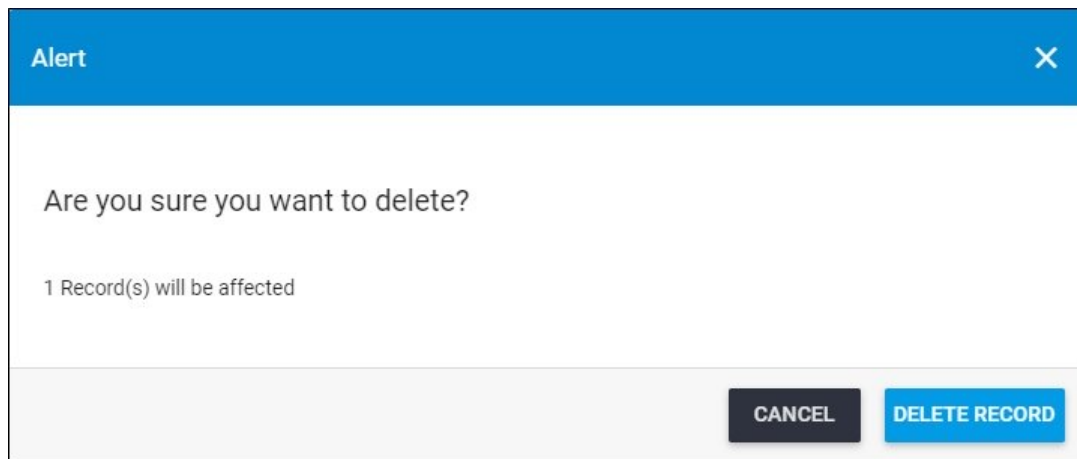 Alert
Are you sure you want to delete?
1 Record(s) will be affected
CANCEL
DELETE RECORD